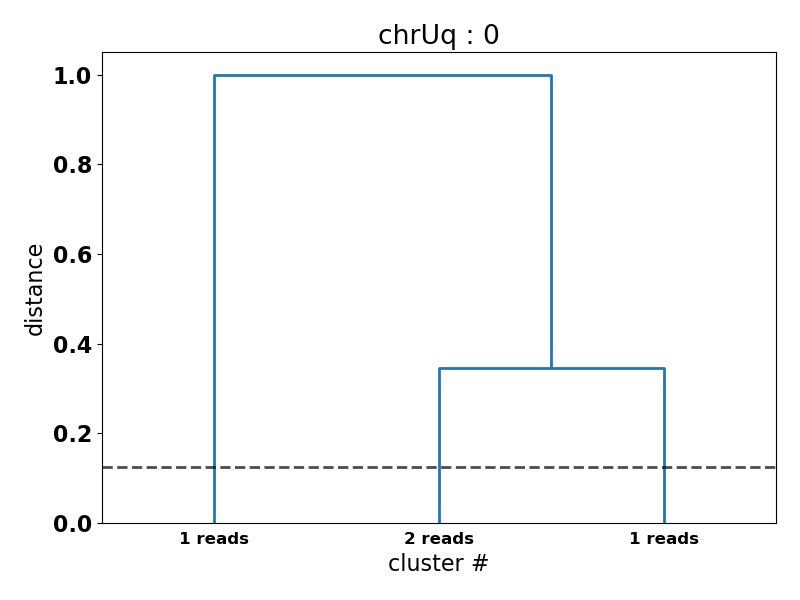 chrUq : 0
1.0
0.8
0.6
0.4
0.2
0.0
distance
1 reads
2 reads
1 reads
cluster #